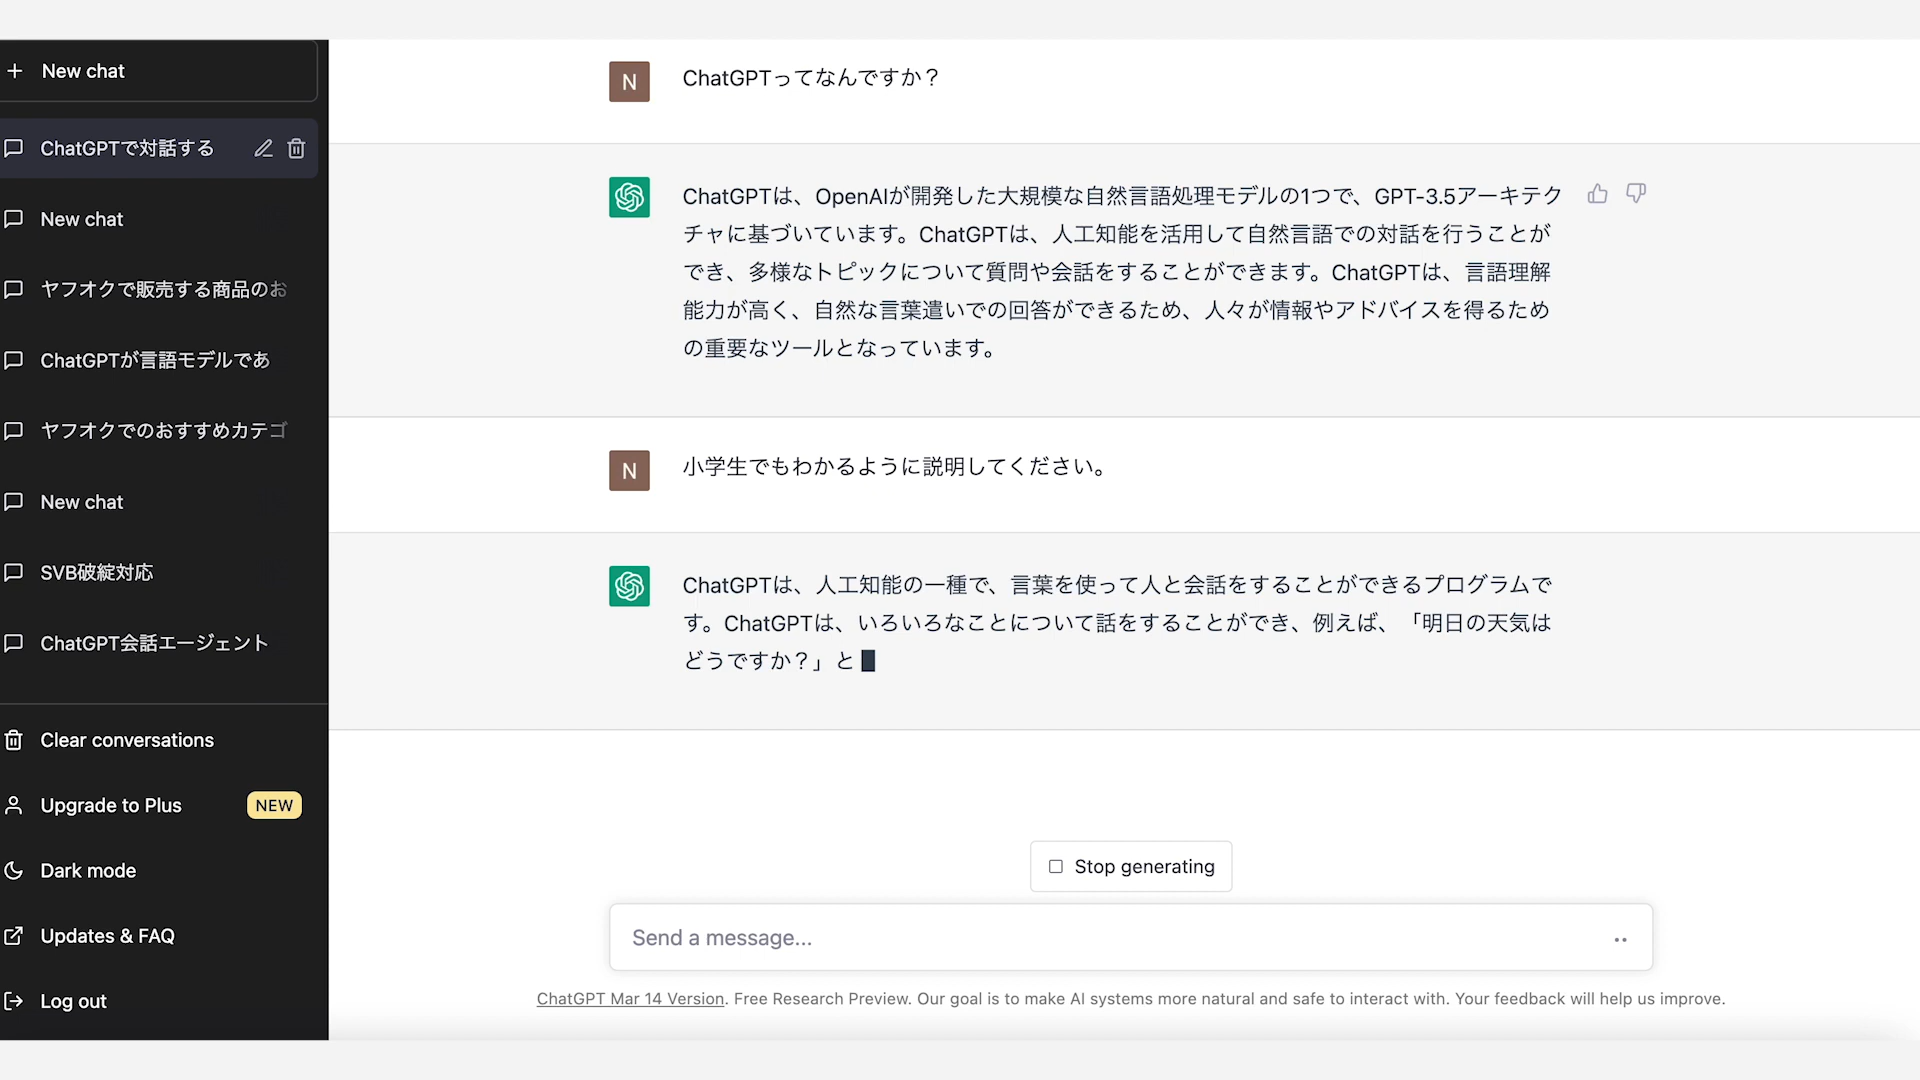 New chat
ChatGPTで対話する
New chat
ヤフオクで販売する商品のお
ChatGPTが言語モデルであ
ヤフオクでのおすすめカテゴ
New chat
SVB破綻対応
ChatGPT会話エージェント
Clear conversations
Upgrade to Plus NEW
Dark mode
Updates & FAQ
Log out
N ChatGPTってなんですか？
ChatGPTは、OpenAIが開発した大規模な自然言語処理モデルの1つで、GPT-3.5アーキテク
チャに基づいています。ChatGPTは、人工知能を活用して自然言語での対話を行うことが
でき、多様なトピックについて質問や会話をすることができます。ChatGPTは、言語理解
能力が高く、自然な言葉遣いでの回答ができるため、人々が情報やアドバイスを得るため
の重要なツールとなっています。
N 小学生でもわかるように説明してください。
ChatGPTは、人工知能の一種で、言葉を使って人と会話をすることができるプログラムで
す。ChatGPTは、いろいろなことについて話をすることができ、例えば、「明日の天気は
どうですか？」と
Stop generating
Send a message...
ChatGPT Mar 14 Version. Free Research Preview. Our goal is to make AI systems more natural and safe to interact with. Your feedback will help us improve.